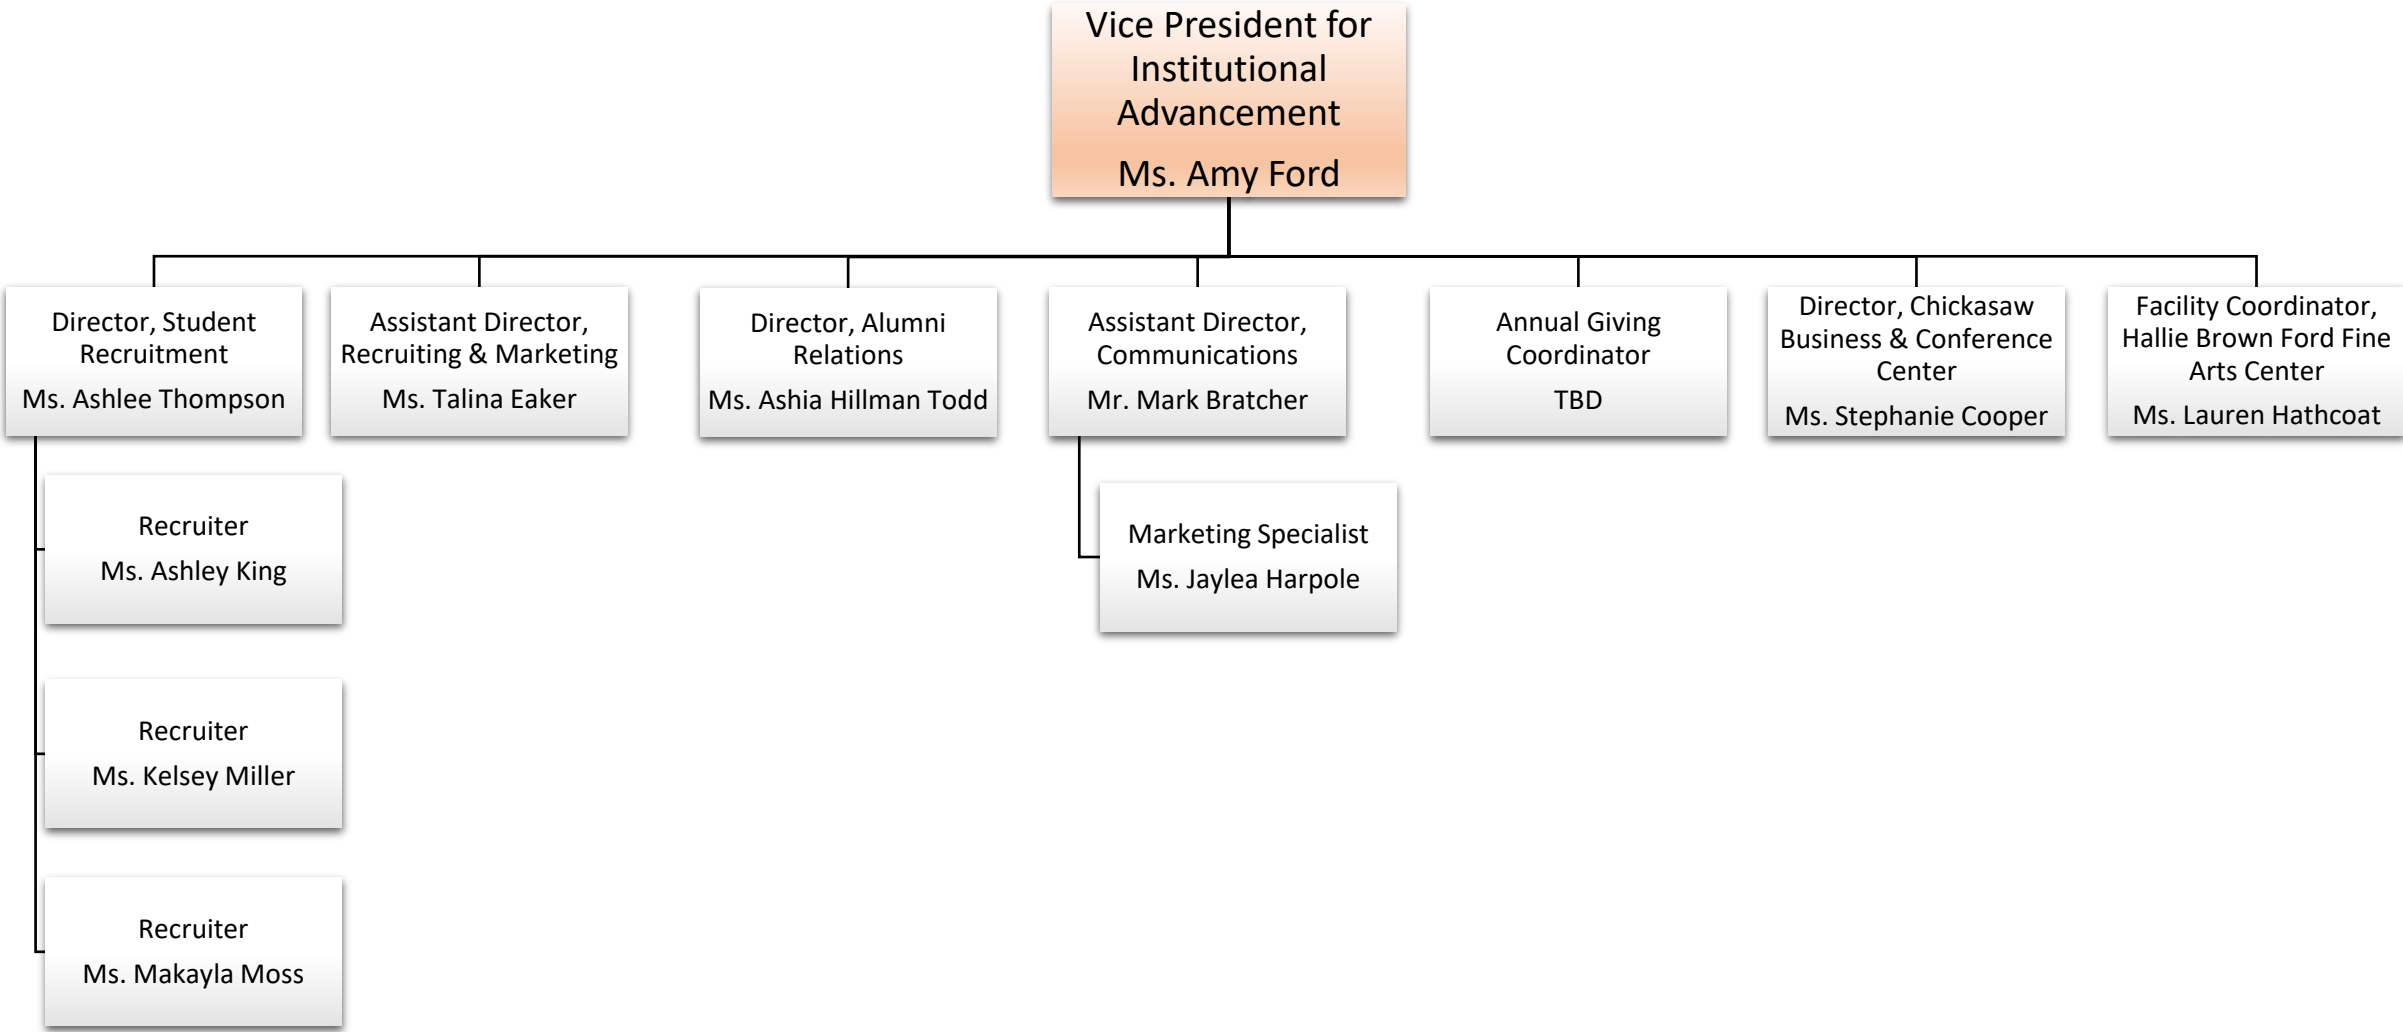 Vice President for
Institutional
Advancement
Ms. Amy Ford
Director, Student
Recruitment
Ms. Ashlee Thompson
Assistant Director,
Recruiting & Marketing
Ms. Talina Eaker
Director, Alumni
Relations
Ms. Ashia Hillman Todd
Assistant Director,
Communications
Mr. Mark Bratcher
Annual Giving
Coordinator
TBD
Director, Chickasaw
Business & Conference
Center
Ms. Stephanie Cooper
Facility Coordinator,
Hallie Brown Ford Fine
Arts Center
Ms. Lauren Hathcoat
Recruiter
Ms. Ashley King
Marketing Specialist
Ms. Jaylea Harpole
Recruiter
Ms. Kelsey Miller
Recruiter
Ms. Makayla Moss